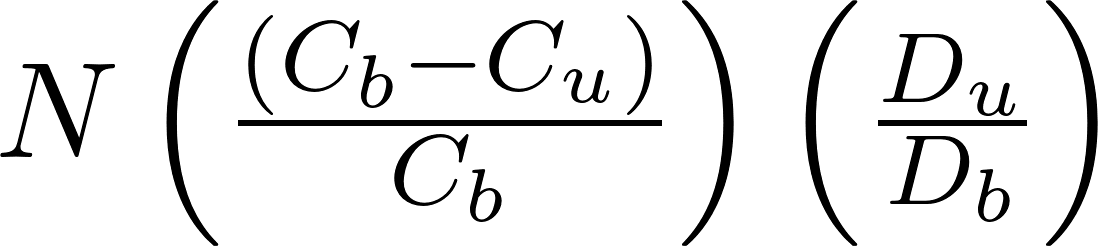 N ( (C_b − C_u) / C_b ) ( D_u / D_b )